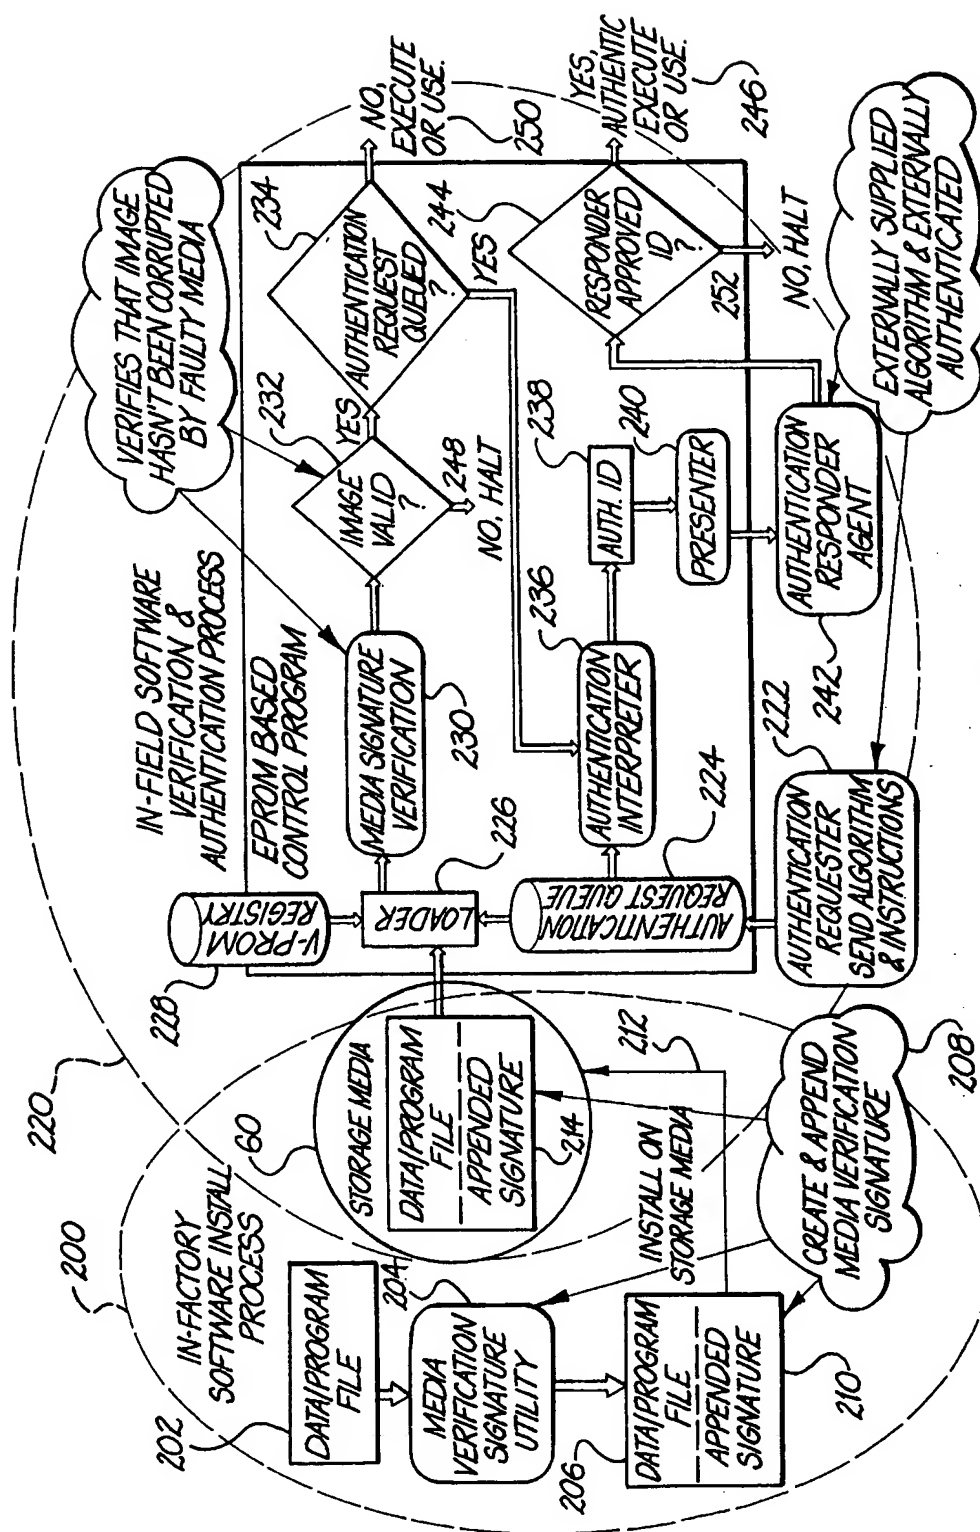 200
IN-FACTORY
SOFTWARE INSTALL
PROCESS
202
DATA/PROGRAM
FILE
204
MEDIA
VERIFICATION
SIGNATURE
UTILITY
206
DATA/PROGRAM
FILE
APPENDED
SIGNATURE
210
INSTALL ON
STORAGE MEDIA
212
CREATE & APPEND
MEDIA VERIFICATION
SIGNATURE
208
220
60
STORAGE MEDIA
DATA/PROGRAM
FILE
APPENDED
SIGNATURE
214
IN-FIELD SOFTWARE
VERIFICATION &
AUTHENTICATION PROCESS
228
V-PROM
REGISTRY
EPROM BASED
CONTROL PROGRAM
LOADER
226
MEDIA SIGNATURE
VERIFICATION
230
VERIFIES THAT IMAGE
HASN'T BEEN CORRUPTED
BY FAULTY MEDIA
232
IMAGE
VALID
?
YES
248
NO, HALT
234
AUTHENTICATION
REQUEST
QUEUED
?
NO,
EXECUTE
OR USE.
250
YES
AUTHENTICATION
REQUEST QUEUE
224
AUTHENTICATION
INTERPRETER
236
AUTH. ID
238
PRESENTER
240
244
RESPONDER
APPROVED
ID
?
YES,
AUTHENTIC
(EXECUTE
OR USE.
246
252
NO, HALT
AUTHENTICATION
REQUESTER
SEND ALGORITHM
& INSTRUCTIONS
222
AUTHENTICATION
RESPONDER
AGENT
242
EXTERNALLY SUPPLIED
ALGORITHM & EXTERNALLY
AUTHENTICATED